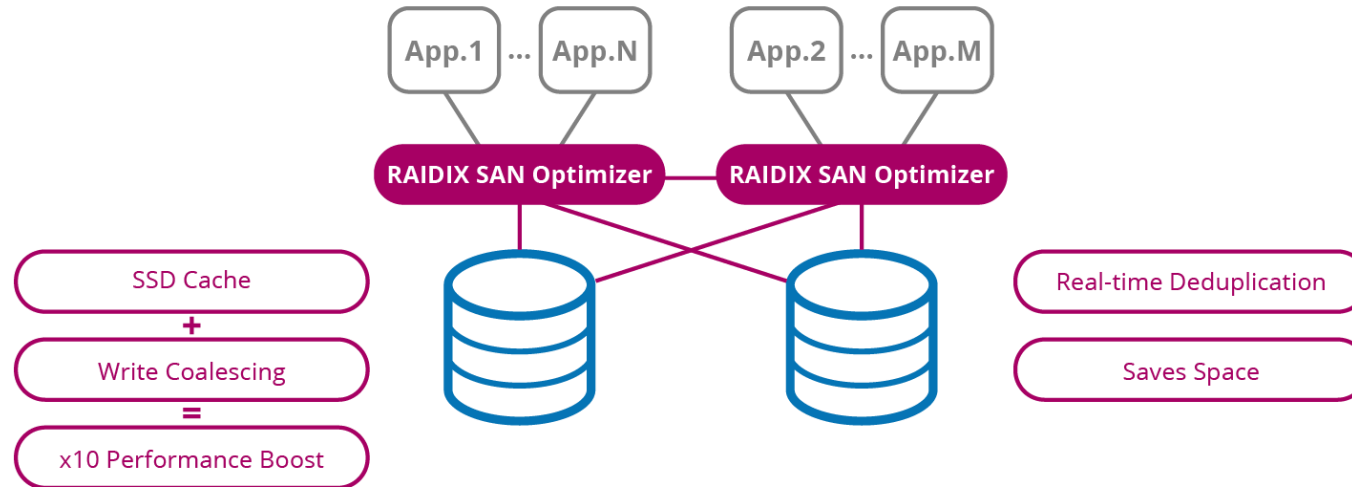 App.1 ... App.N App.2 ... App.M
RAIDIX SAN Optimizer RAIDIX SAN Optimizer
SSD Cache
+
Write Coalescing
=
x10 Performance Boost
Real-time Deduplication
Saves Space